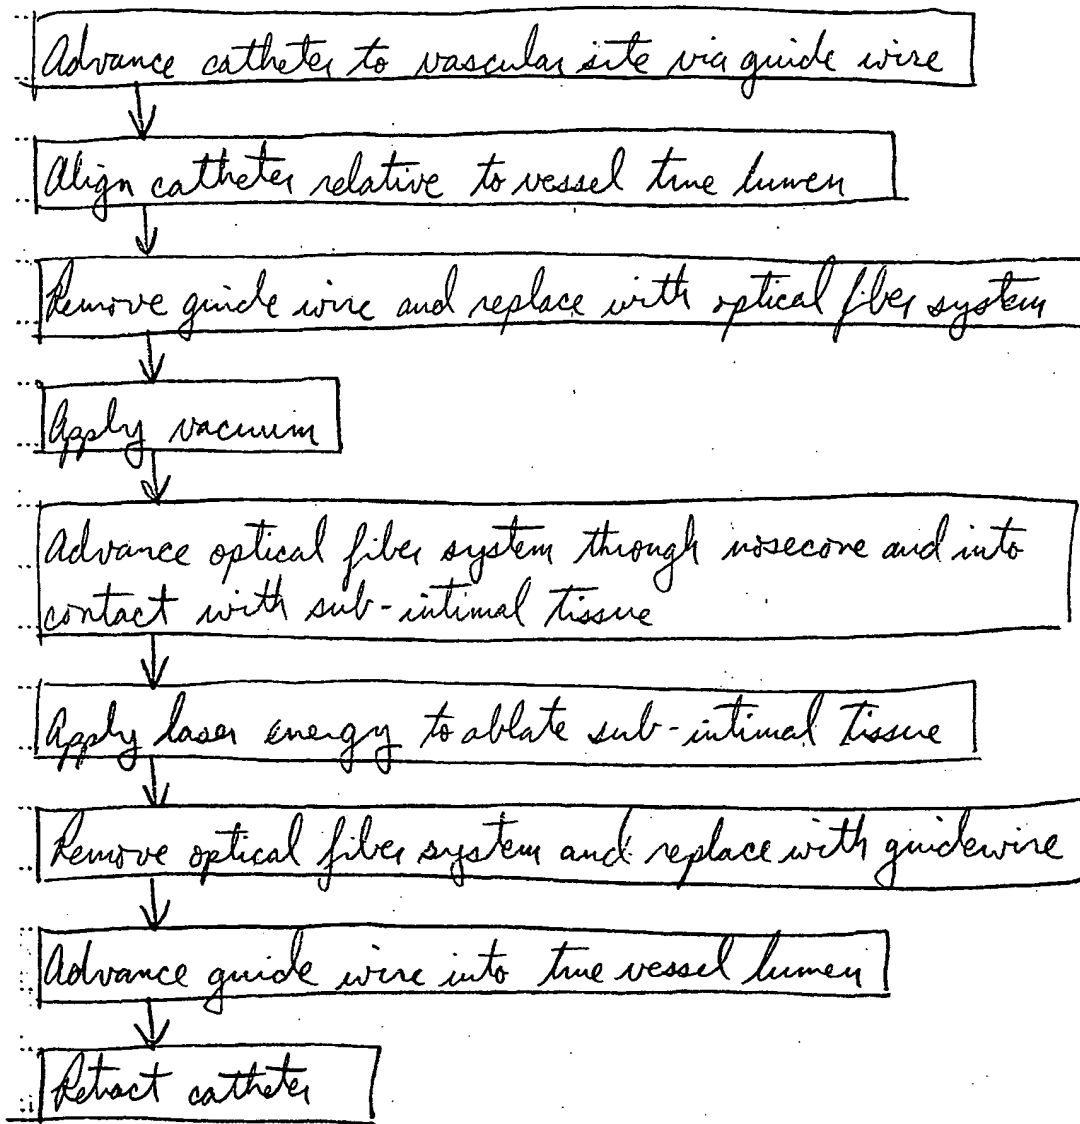 Advance catheter to vascular site via guide wire
Align catheter relative to vessel true lumen
Remove guide wire and replace with optical fiber system
Apply vacuum
Advance optical fiber system through nosecone and into
contact with sub-intimal tissue
Apply laser energy to ablate sub-intimal tissue
Remove optical fiber system and replace with guidewire
Advance guide wire into true vessel lumen
Retract catheter